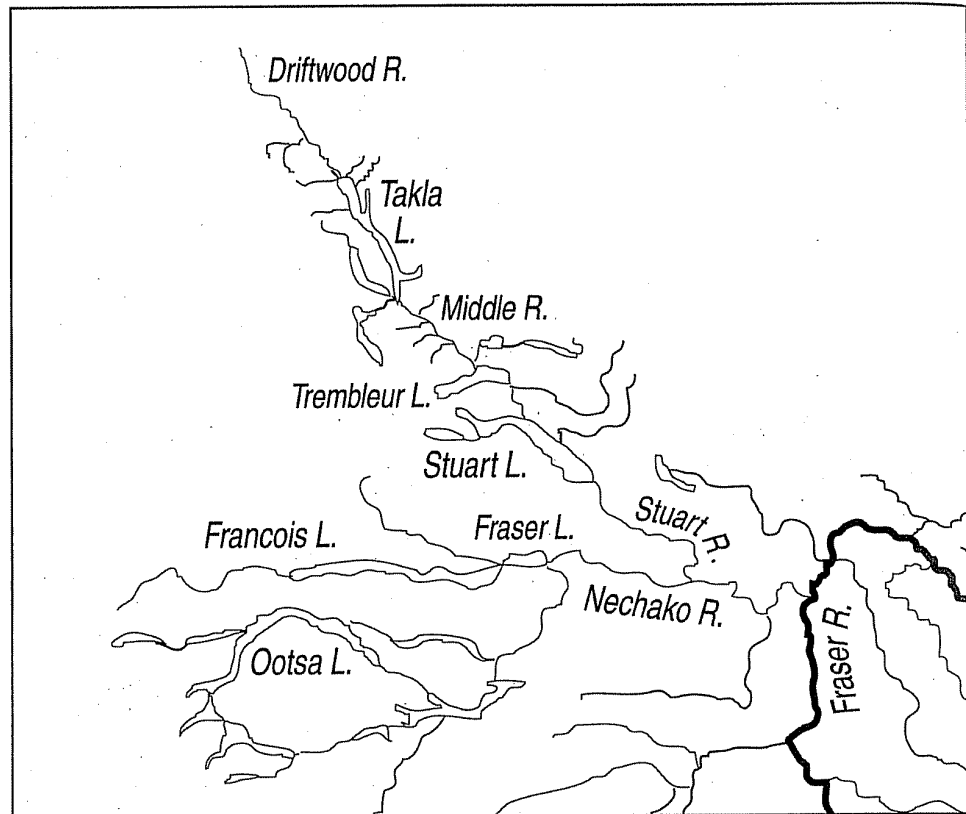 Driftwood R.
Takla
L.
Middle R.
Trembleur L.
Stuart L.
Stuart R.
Francois L.
Fraser L.
Nechako R.
Fraser R.
Ootsa L.